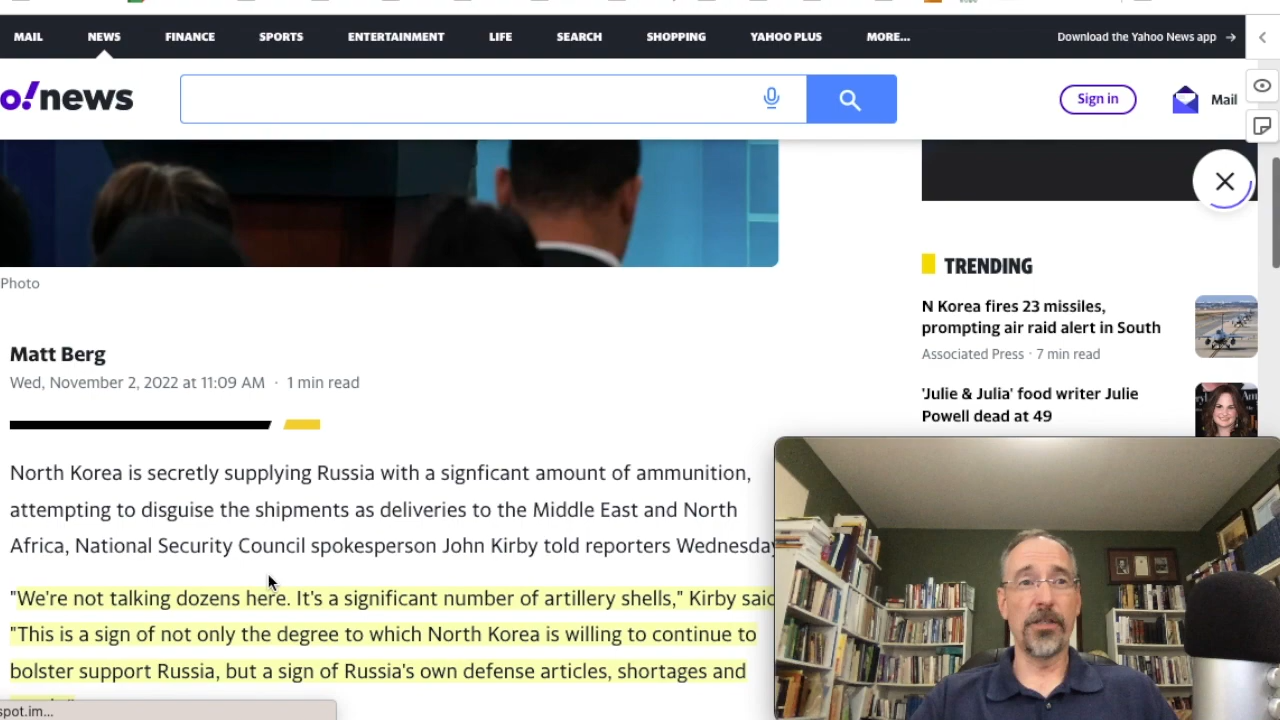 MAIL NEWS FINANCE SPORTS ENTERTAINMENT LIFE SEARCH SHOPPING YAHOO PLUS MORE... Download the Yahoo News app →
o!news
Sign in
Mail
Photo
Matt Berg
Wed, November 2, 2022 at 11:09 AM · 1 min read
North Korea is secretly supplying Russia with a signficant amount of ammunition,
attempting to disguise the shipments as deliveries to the Middle East and North
Africa, National Security Council spokesperson John Kirby told reporters Wednesday
"We're not talking dozens here. It's a significant number of artillery shells," Kirby said
"This is a sign of not only the degree to which North Korea is willing to continue to
bolster support Russia, but a sign of Russia's own defense articles, shortages and
spot.im...
TRENDING
N Korea fires 23 missiles,
prompting air raid alert in South
Associated Press · 7 min read
'Julie & Julia' food writer Julie
Powell dead at 49